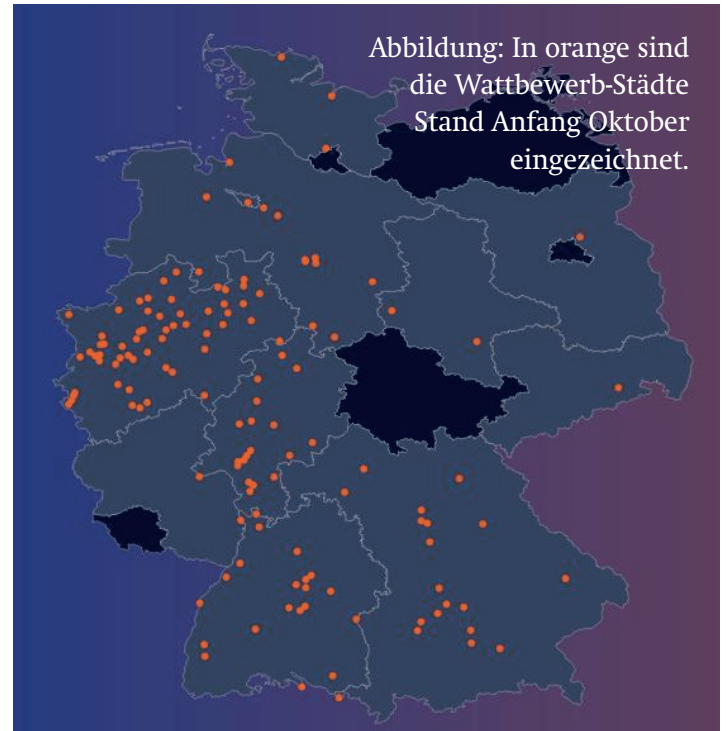 Abbildung: In orange sind
die Wattbewerb-Städte
Stand Anfang Oktober
eingezeichnet.